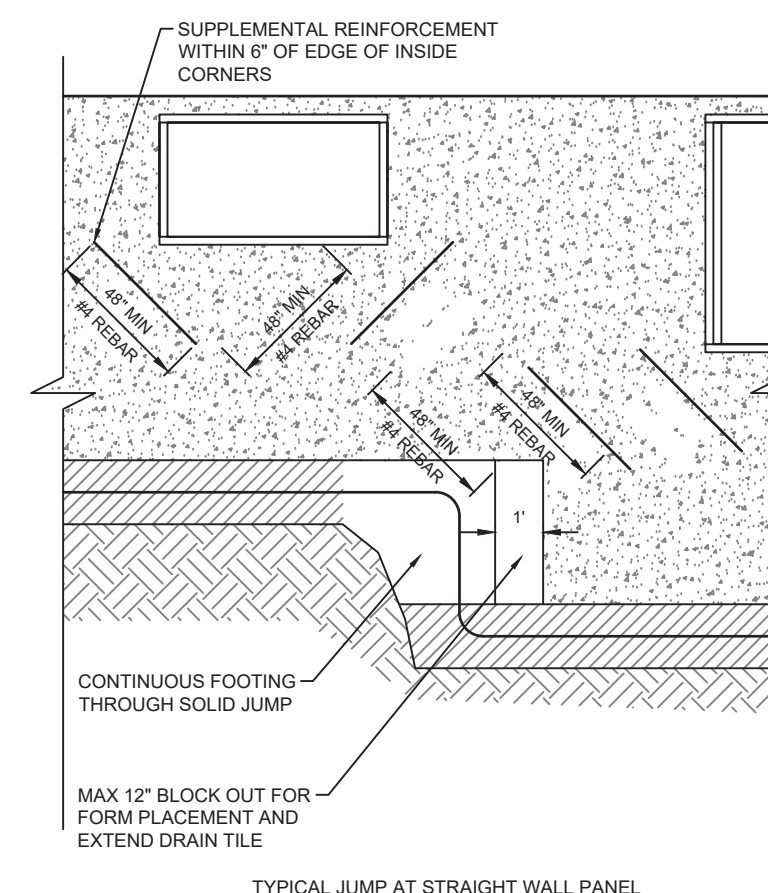 SUPPLEMENTAL REINFORCEMENT
WITHIN 6" OF EDGE OF INSIDE
CORNERS
48" MIN
#4 REBAR
48" MIN
#4 REBAR
48" MIN
#4 REBAR
48" MIN
#4 REBAR
1'
CONTINUOUS FOOTING
THROUGH SOLID JUMP
MAX 12" BLOCK OUT FOR
FORM PLACEMENT AND
EXTEND DRAIN TILE
TYPICAL JUMP AT STRAIGHT WALL PANEL